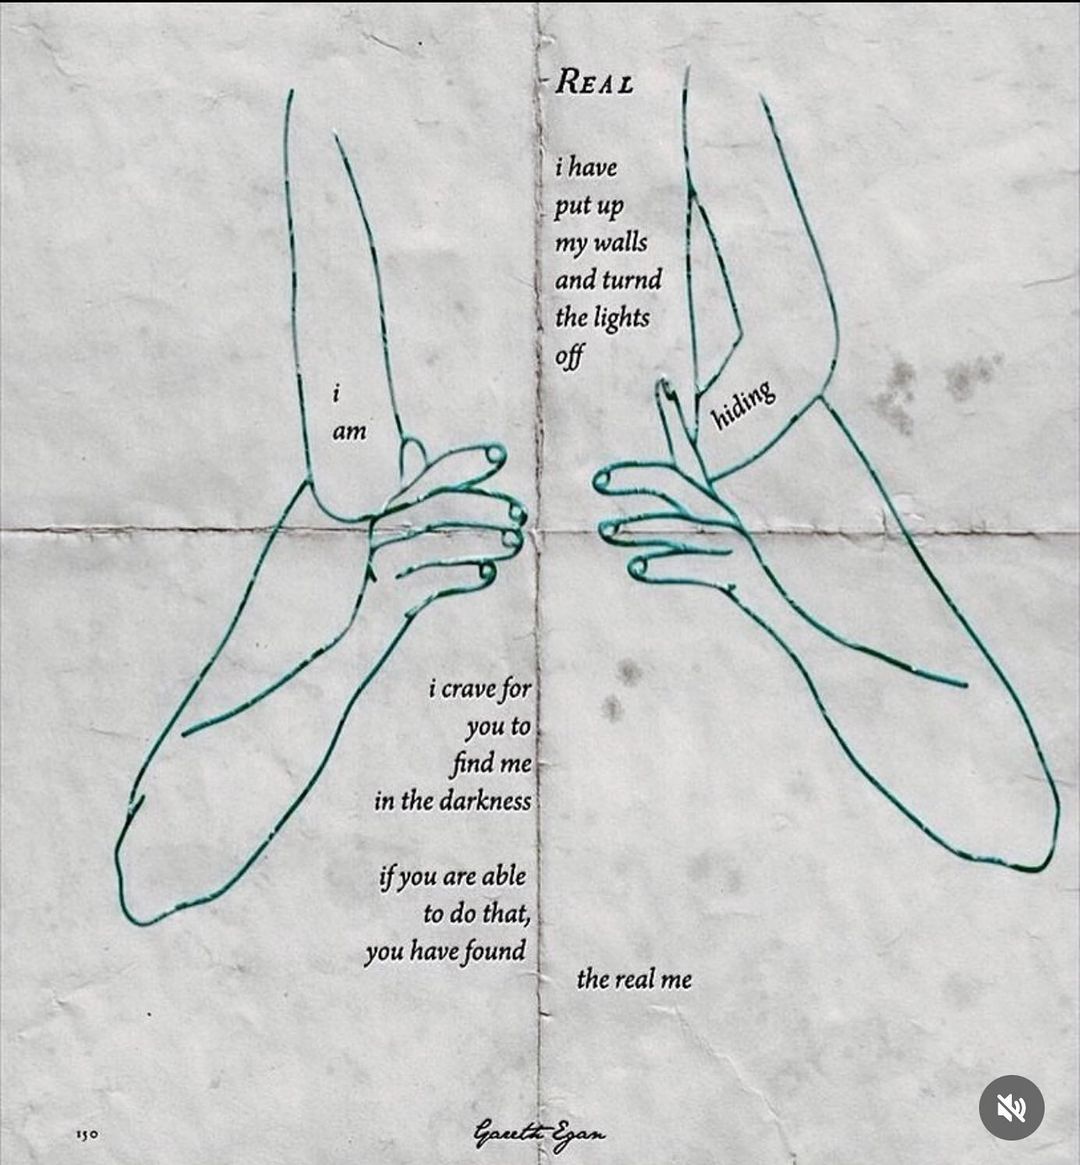 REAL
i have
put up
my walls
and turnd
the lights
off
i
am
hiding
i crave for
you to
find me
in the darkness
if you are able
to do that,
you have found
the real me
150
Gareth Egan